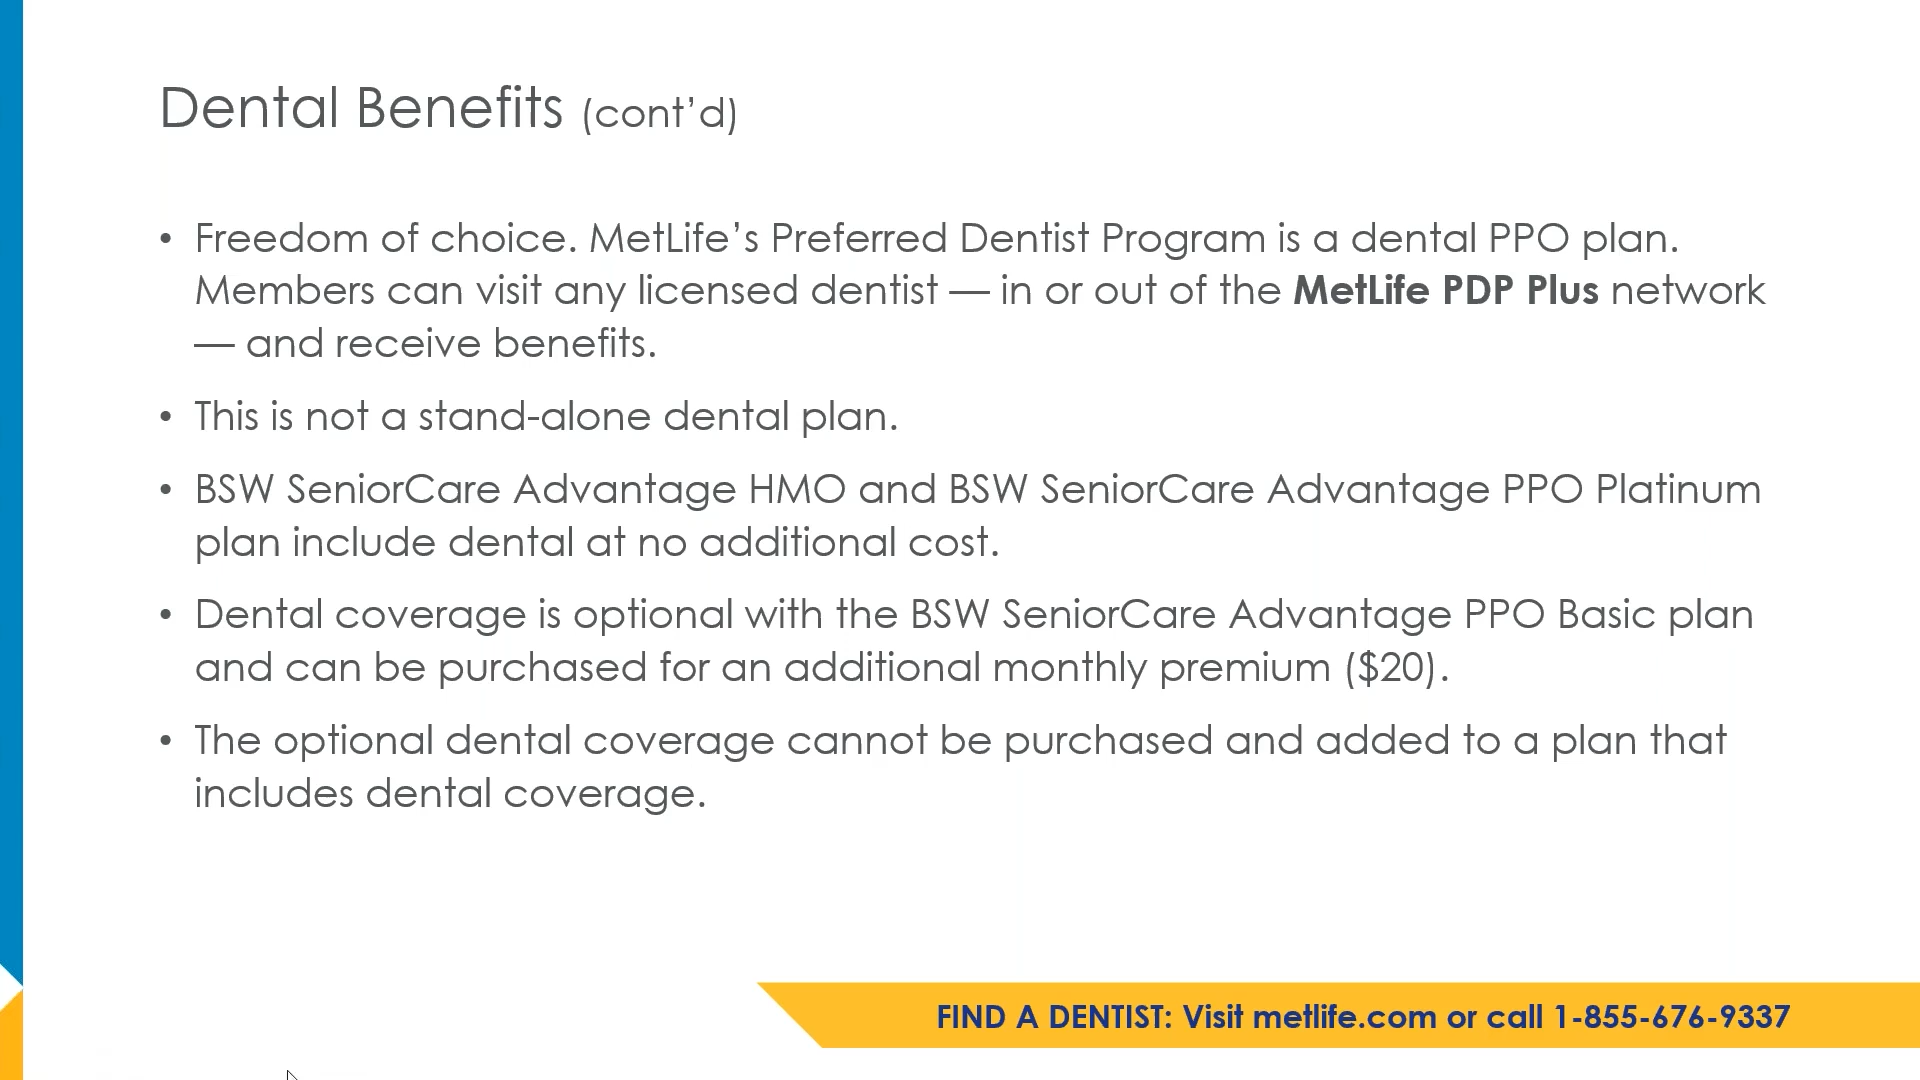 Dental Benefits (cont’d)
• Freedom of choice. MetLife’s Preferred Dentist Program is a dental PPO plan.
Members can visit any licensed dentist — in or out of the MetLife PDP Plus network
— and receive benefits.
• This is not a stand-alone dental plan.
• BSW SeniorCare Advantage HMO and BSW SeniorCare Advantage PPO Platinum
plan include dental at no additional cost.
• Dental coverage is optional with the BSW SeniorCare Advantage PPO Basic plan
and can be purchased for an additional monthly premium ($20).
• The optional dental coverage cannot be purchased and added to a plan that
includes dental coverage.
FIND A DENTIST: Visit metlife.com or call 1-855-676-9337